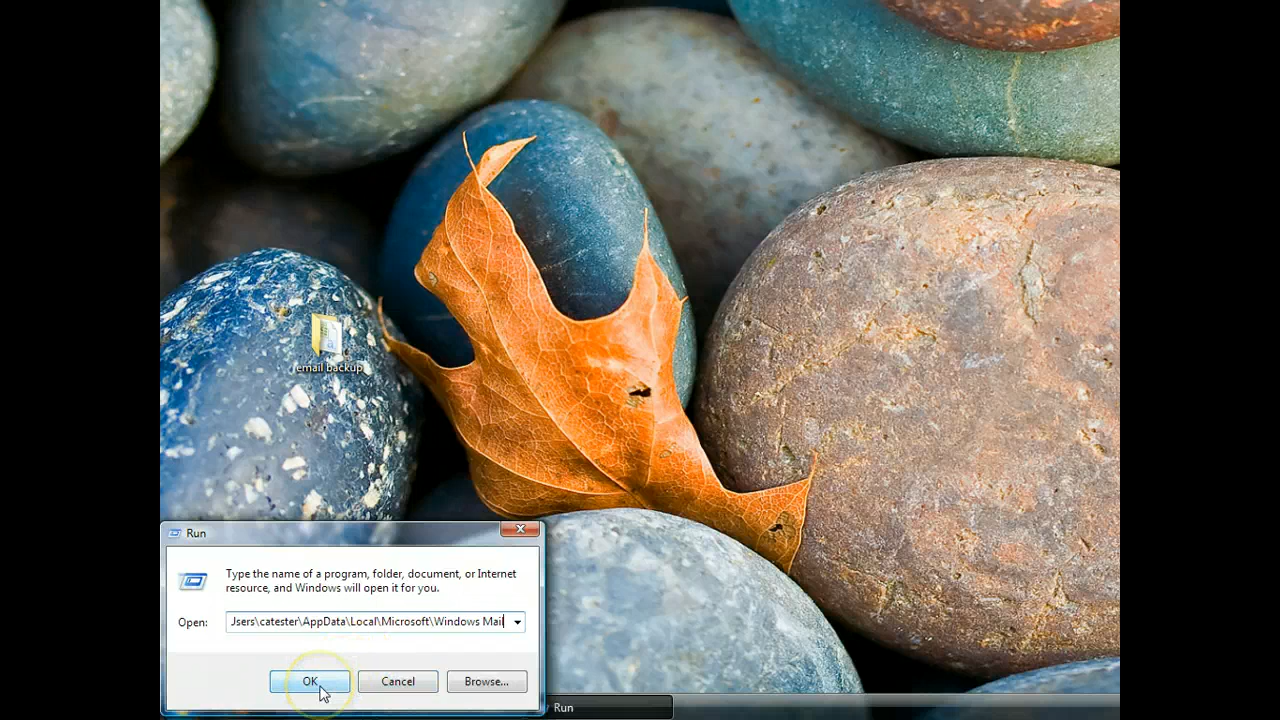 email backup
Run
Type the name of a program, folder, document, or Internet
resource, and Windows will open it for you.
Open:
Jsers\catester\AppData\Local\Microsoft\Windows Mail
OK
Cancel
Browse...
Run